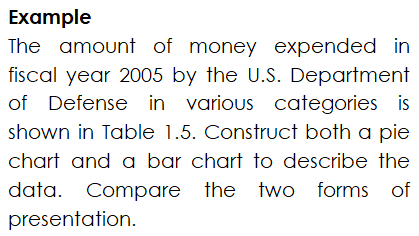 Example
The amount of money expended in
fiscal year 2005 by the U.S. Department
of Defense in various categories is
shown in Table 1.5. Construct both a pie
chart and a bar chart to describe the
data. Compare the two forms of
presentation.